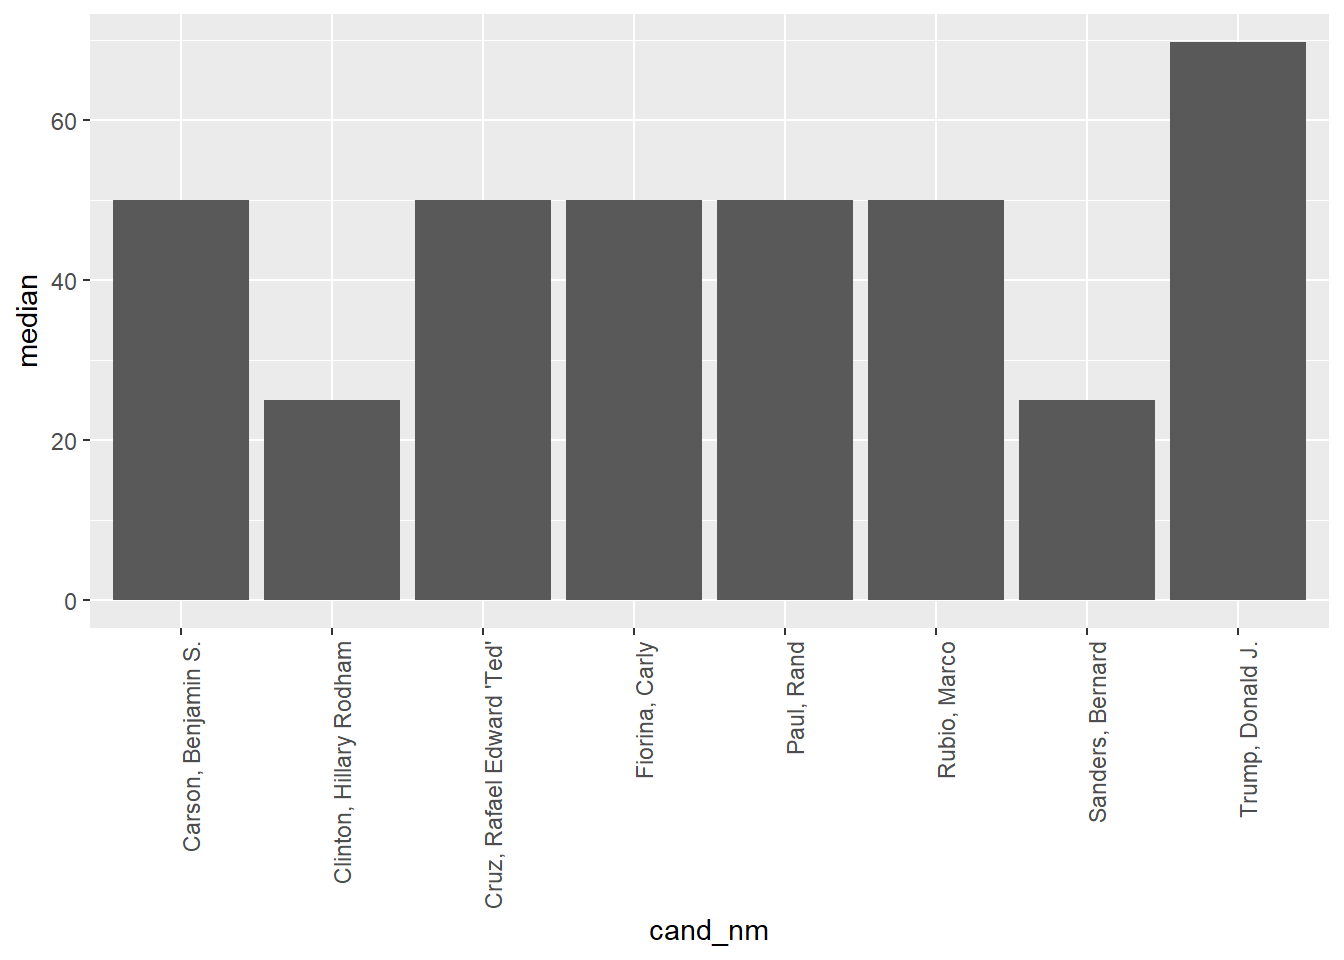 median
60
40
20
0
Carson, Benjamin S.
Clinton, Hillary Rodham
Cruz, Rafael Edward 'Ted'
Fiorina, Carly
Paul, Rand
Rubio, Marco
Sanders, Bernard
Trump, Donald J.
cand_nm